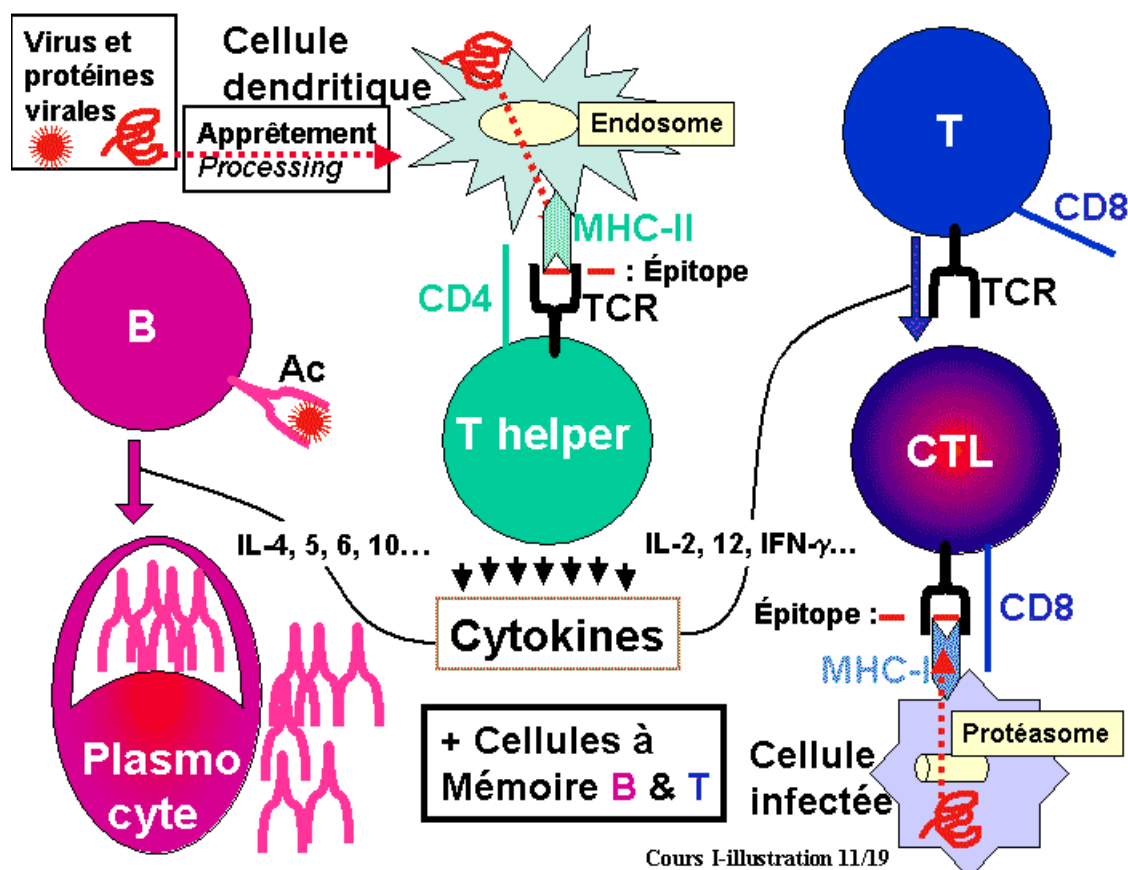 Virus et
protéines
virales
Cellule
dendritique
Apprêtement
Processing
Endosome
MHC-II
: Épitope
CD4
TCR
T helper
T
CD8
TCR
B
Ac
CTL
IL-4, 5, 6, 10...
IL-2, 12, IFN-γ...
Cytokines
Épitope :
CD8
MHC-I
Plasmo
cyte
+ Cellules à
Mémoire B & T
Cellule
infectée
Protéasome
Cours I-illustration 11/19